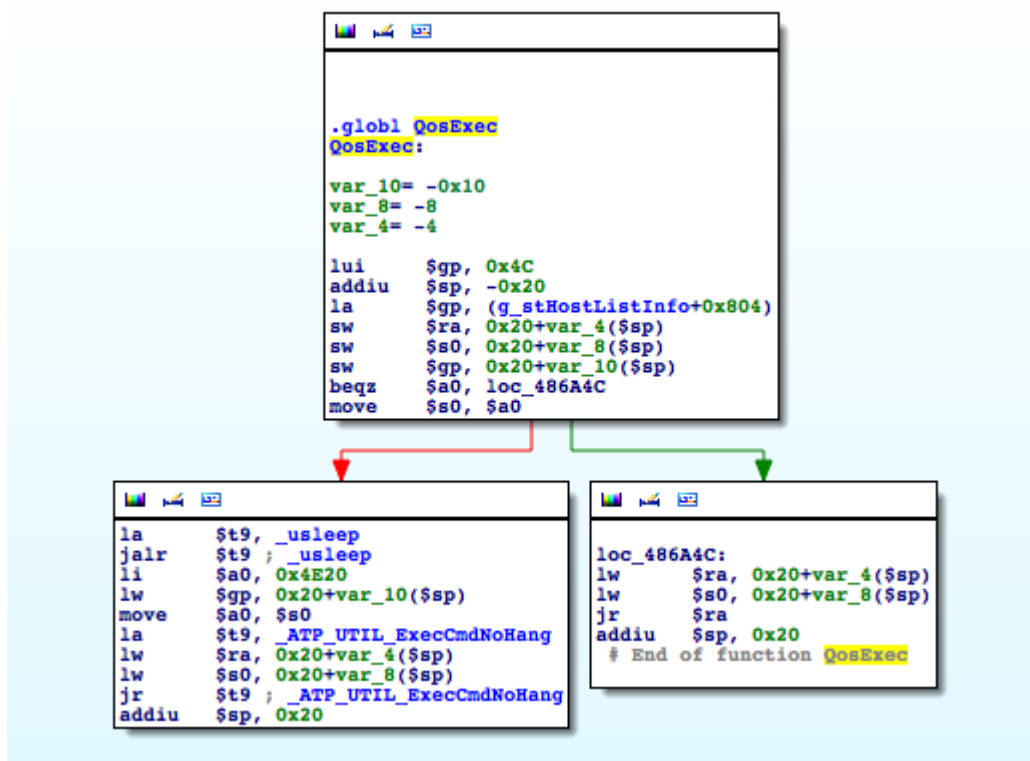 .globl QosExec
QosExec:
var_10= -0x10
var_8= -8
var_4= -4
lui $gp, 0x4C
addiu $sp, -0x20
la $gp, (g_stHostListInfo+0x804)
sw $ra, 0x20+var_4($sp)
sw $s0, 0x20+var_8($sp)
sw $gp, 0x20+var_10($sp)
beqz $a0, loc_486A4C
move $s0, $a0
la $t9, _usleep
jalr $t9 ; _usleep
li $a0, 0x4E20
lw $gp, 0x20+var_10($sp)
move $a0, $s0
la $t9, _ATP_UTIL_ExecCmdNoHang
lw $ra, 0x20+var_4($sp)
lw $s0, 0x20+var_8($sp)
jr $t9 ; _ATP_UTIL_ExecCmdNoHang
addiu $sp, 0x20
loc_486A4C:
lw $ra, 0x20+var_4($sp)
lw $s0, 0x20+var_8($sp)
jr $ra
addiu $sp, 0x20
# End of function QosExec